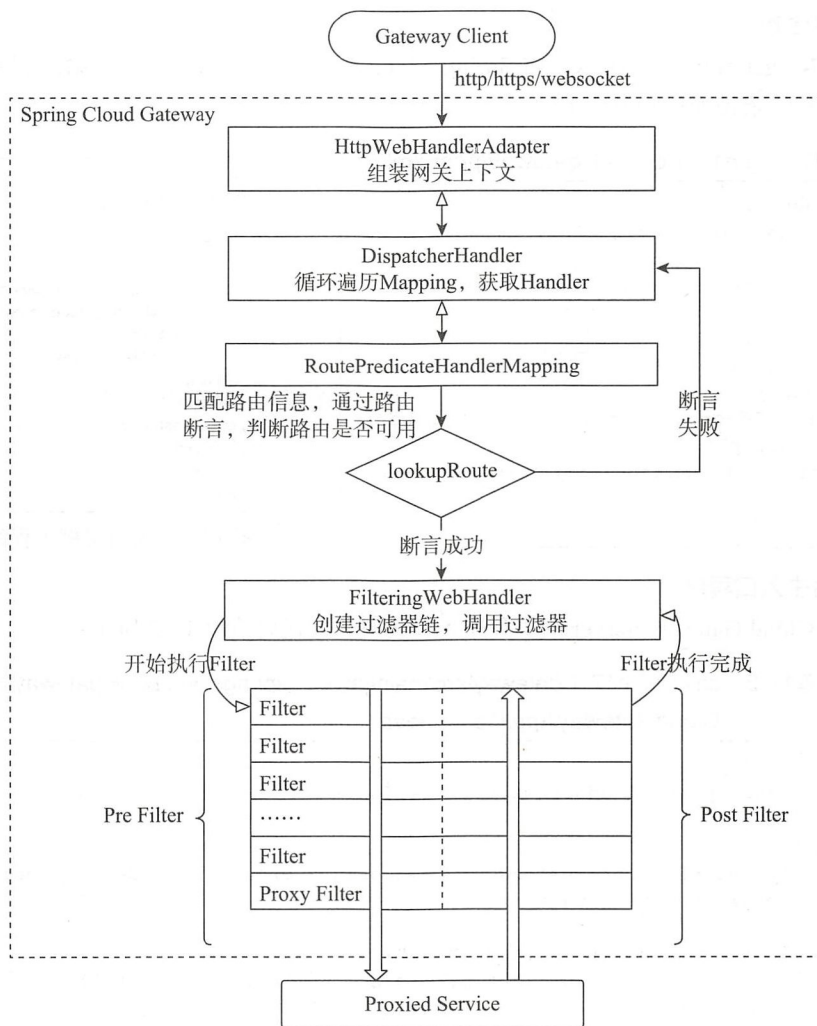 Gateway Client
http/https/websocket
Spring Cloud Gateway
HttpWebHandlerAdapter
组装网关上下文
DispatcherHandler
循环遍历Mapping，获取Handler
RoutePredicateHandlerMapping
匹配路由信息，通过路由
断言，判断路由是否可用
断言
失败
lookupRoute
断言成功
FilteringWebHandler
创建过滤器链，调用过滤器
开始执行Filter
Filter执行完成
Filter
Filter
Filter
Pre Filter
……
Post Filter
Filter
Proxy Filter
Proxied Service